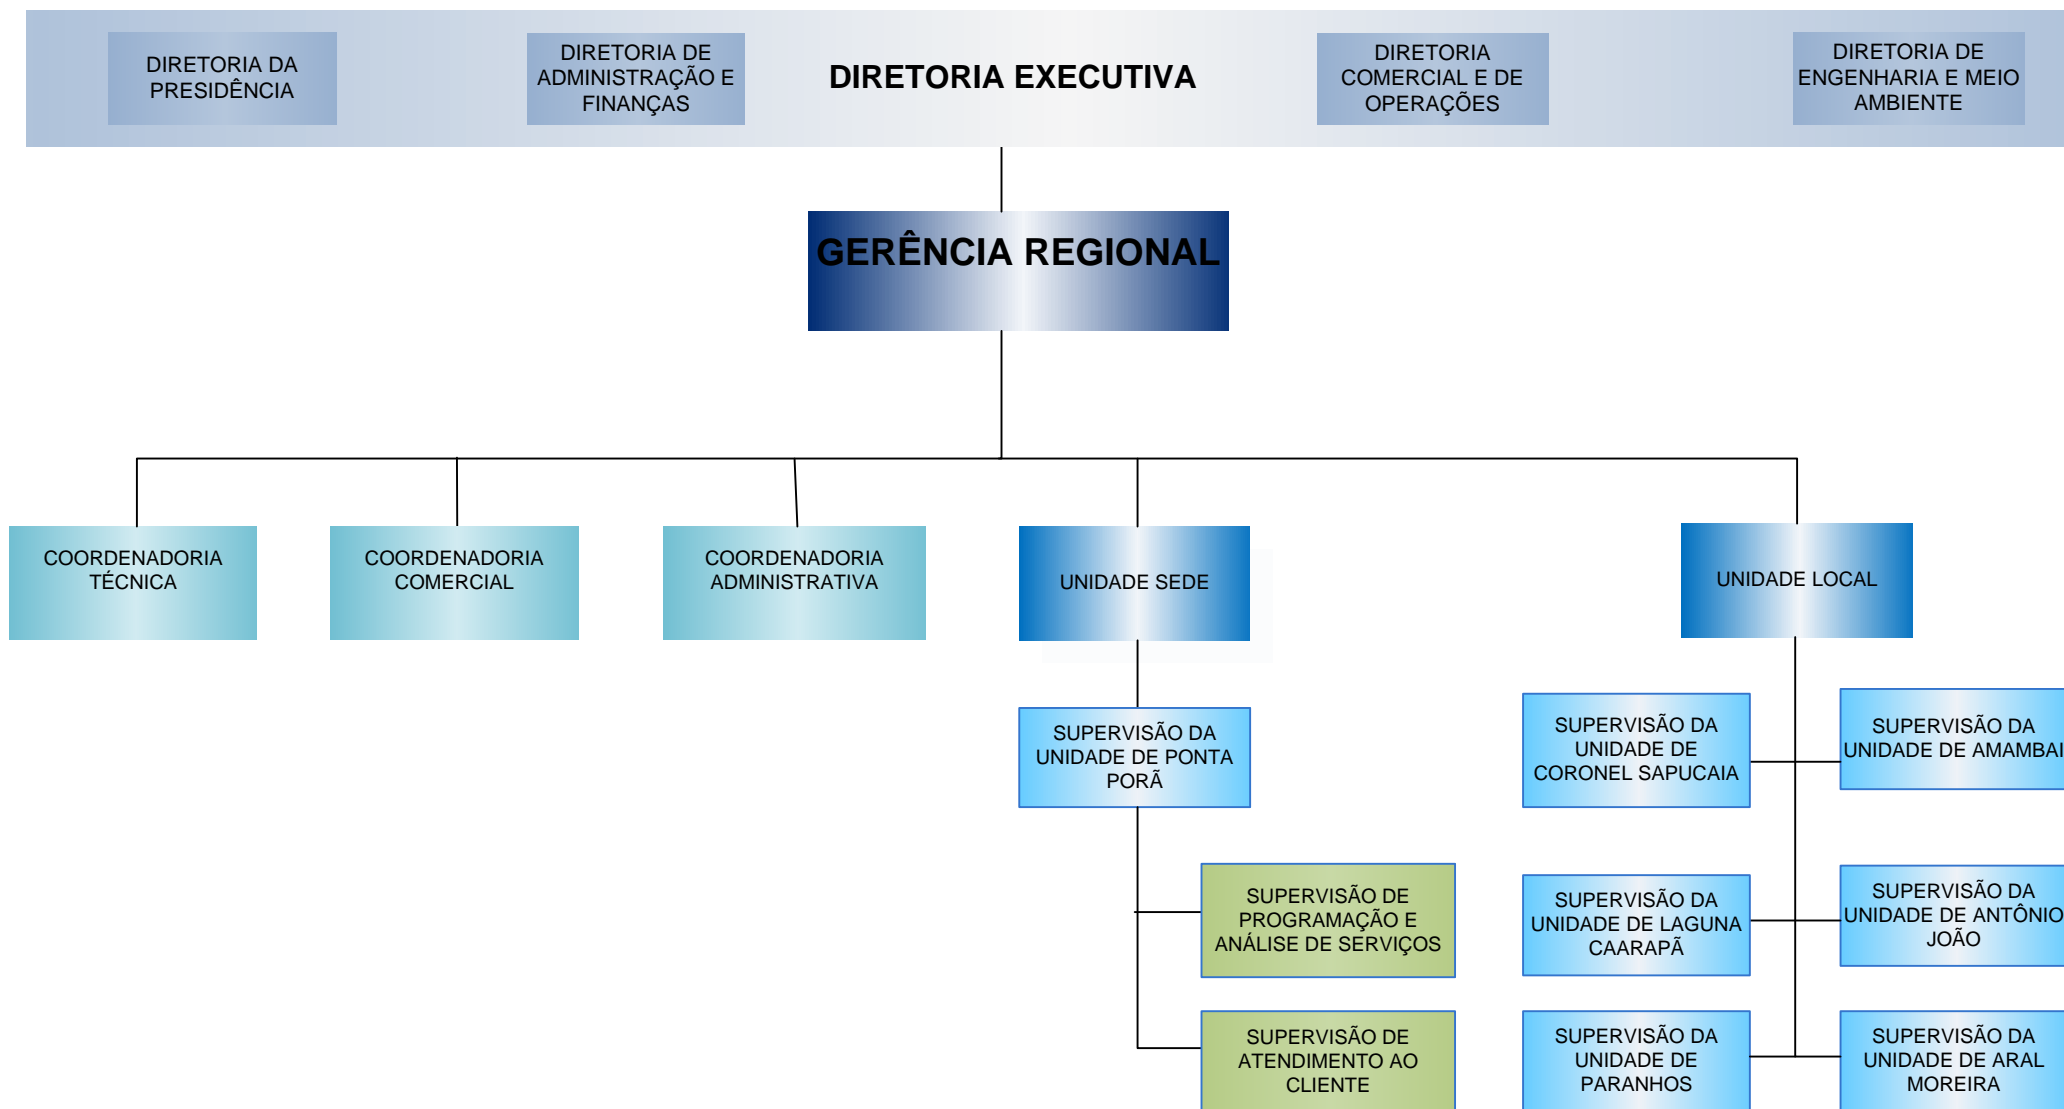 DIRETORIA DA
PRESIDÊNCIA
DIRETORIA DE
ADMINISTRAÇÃO E
FINANÇAS
DIRETORIA EXECUTIVA
DIRETORIA
COMERCIAL E DE
OPERAÇÕES
DIRETORIA DE
ENGENHARIA E MEIO
AMBIENTE
GERÊNCIA REGIONAL
COORDENADORIA
TÉCNICA
COORDENADORIA
COMERCIAL
COORDENADORIA
ADMINISTRATIVA
UNIDADE SEDE
UNIDADE LOCAL
SUPERVISÃO DA
UNIDADE DE PONTA
PORÃ
SUPERVISÃO DA
UNIDADE DE
CORONEL SAPUCAIA
SUPERVISÃO DA
UNIDADE DE AMAMBAI
SUPERVISÃO DE
PROGRAMAÇÃO E
ANÁLISE DE SERVIÇOS
SUPERVISÃO DA
UNIDADE DE LAGUNA
CAARAPÃ
SUPERVISÃO DA
UNIDADE DE ANTÔNIO
JOÃO
SUPERVISÃO DE
ATENDIMENTO AO
CLIENTE
SUPERVISÃO DA
UNIDADE DE
PARANHOS
SUPERVISÃO DA
UNIDADE DE ARAL
MOREIRA